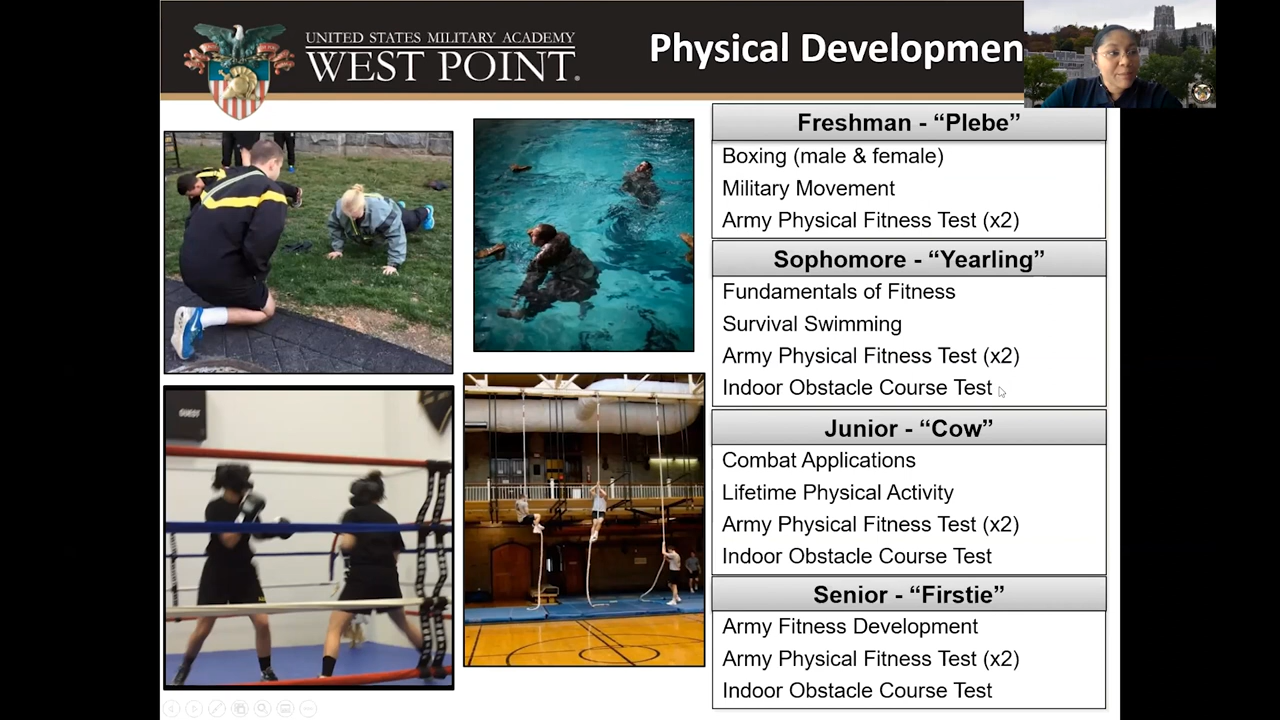 UNITED STATES MILITARY ACADEMY
WEST POINT.
Physical Developmen
Freshman - “Plebe”
Boxing (male & female)
Military Movement
Army Physical Fitness Test (x2)
Sophomore - “Yearling”
Fundamentals of Fitness
Survival Swimming
Army Physical Fitness Test (x2)
Indoor Obstacle Course Test
Junior - “Cow”
Combat Applications
Lifetime Physical Activity
Army Physical Fitness Test (x2)
Indoor Obstacle Course Test
Senior - “Firstie”
Army Fitness Development
Army Physical Fitness Test (x2)
Indoor Obstacle Course Test
GUEST